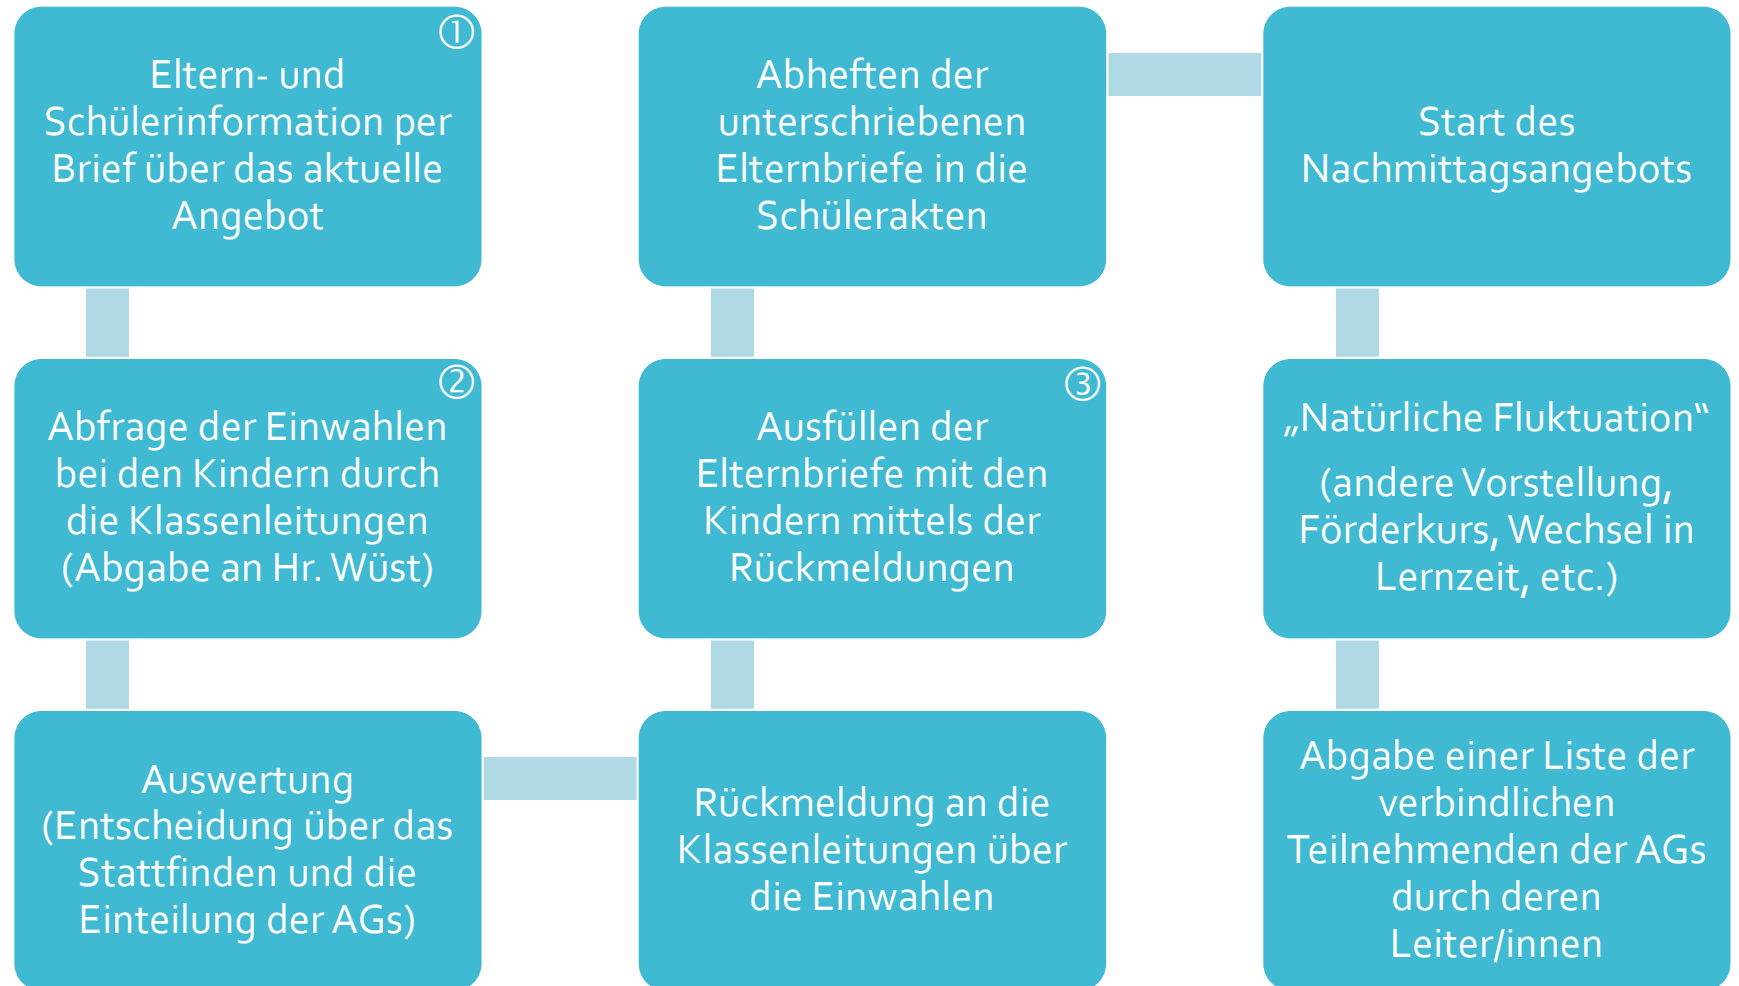 ①
Eltern- und
Schülerinformation per
Brief über das aktuelle
Angebot
②
Abfrage der Einwahlen
bei den Kindern durch
die Klassenleitungen
(Abgabe an Hr. Wüst)
Auswertung
(Entscheidung über das
Stattfinden und die
Einteilung der AGs)
Rückmeldung an die
Klassenleitungen über
die Einwahlen
③
Ausfüllen der
Elternbriefe mit den
Kindern mittels der
Rückmeldungen
Abheften der
unterschriebenen
Elternbriefe in die
Schülerakten
Start des
Nachmittagsangebots
„Natürliche Fluktuation“
(andere Vorstellung,
Förderkurs, Wechsel in
Lernzeit, etc.)
Abgabe einer Liste der
verbindlichen
Teilnehmenden der AGs
durch deren
Leiter/innen